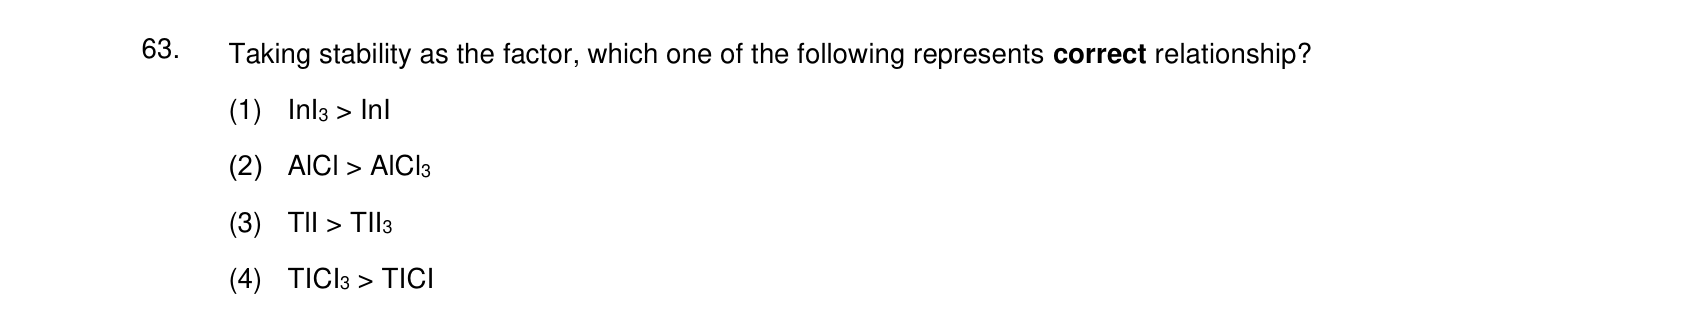 63. Taking stability as the factor, which one of the following represents correct relationship?
(1) InI₃ > InI
(2) AlCl > AlCl₃
(3) TlI > TlI₃
(4) TlCl₃ > TlCl